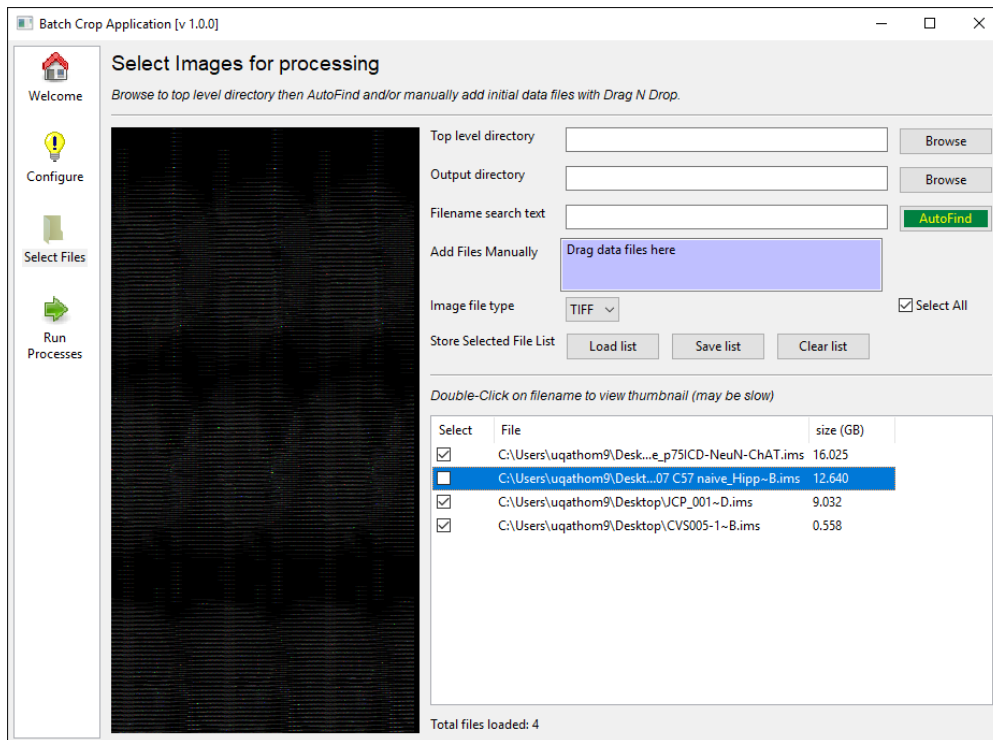 Batch Crop Application [v 1.0.0]
Welcome
Configure
Select Files
Run
Processes
Select Images for processing
Browse to top level directory then AutoFind and/or manually add initial data files with Drag N Drop.
Top level directory
Browse
Output directory
Browse
Filename search text
AutoFind
Add Files Manually
Drag data files here
Image file type
TIFF
Select All
Store Selected File List
Load list
Save list
Clear list
Double-Click on filename to view thumbnail (may be slow)
Select File size (GB)
C:\Users\uqathom9\Desk...e_p75ICD-NeuN-ChAT.ims 16.025
C:\Users\uqathom9\Deskt...07 C57 naive_Hipp~B.ims 12.640
C:\Users\uqathom9\Desktop\JCP_001~D.ims 9.032
C:\Users\uqathom9\Desktop\CVS005-1~B.ims 0.558
Total files loaded: 4